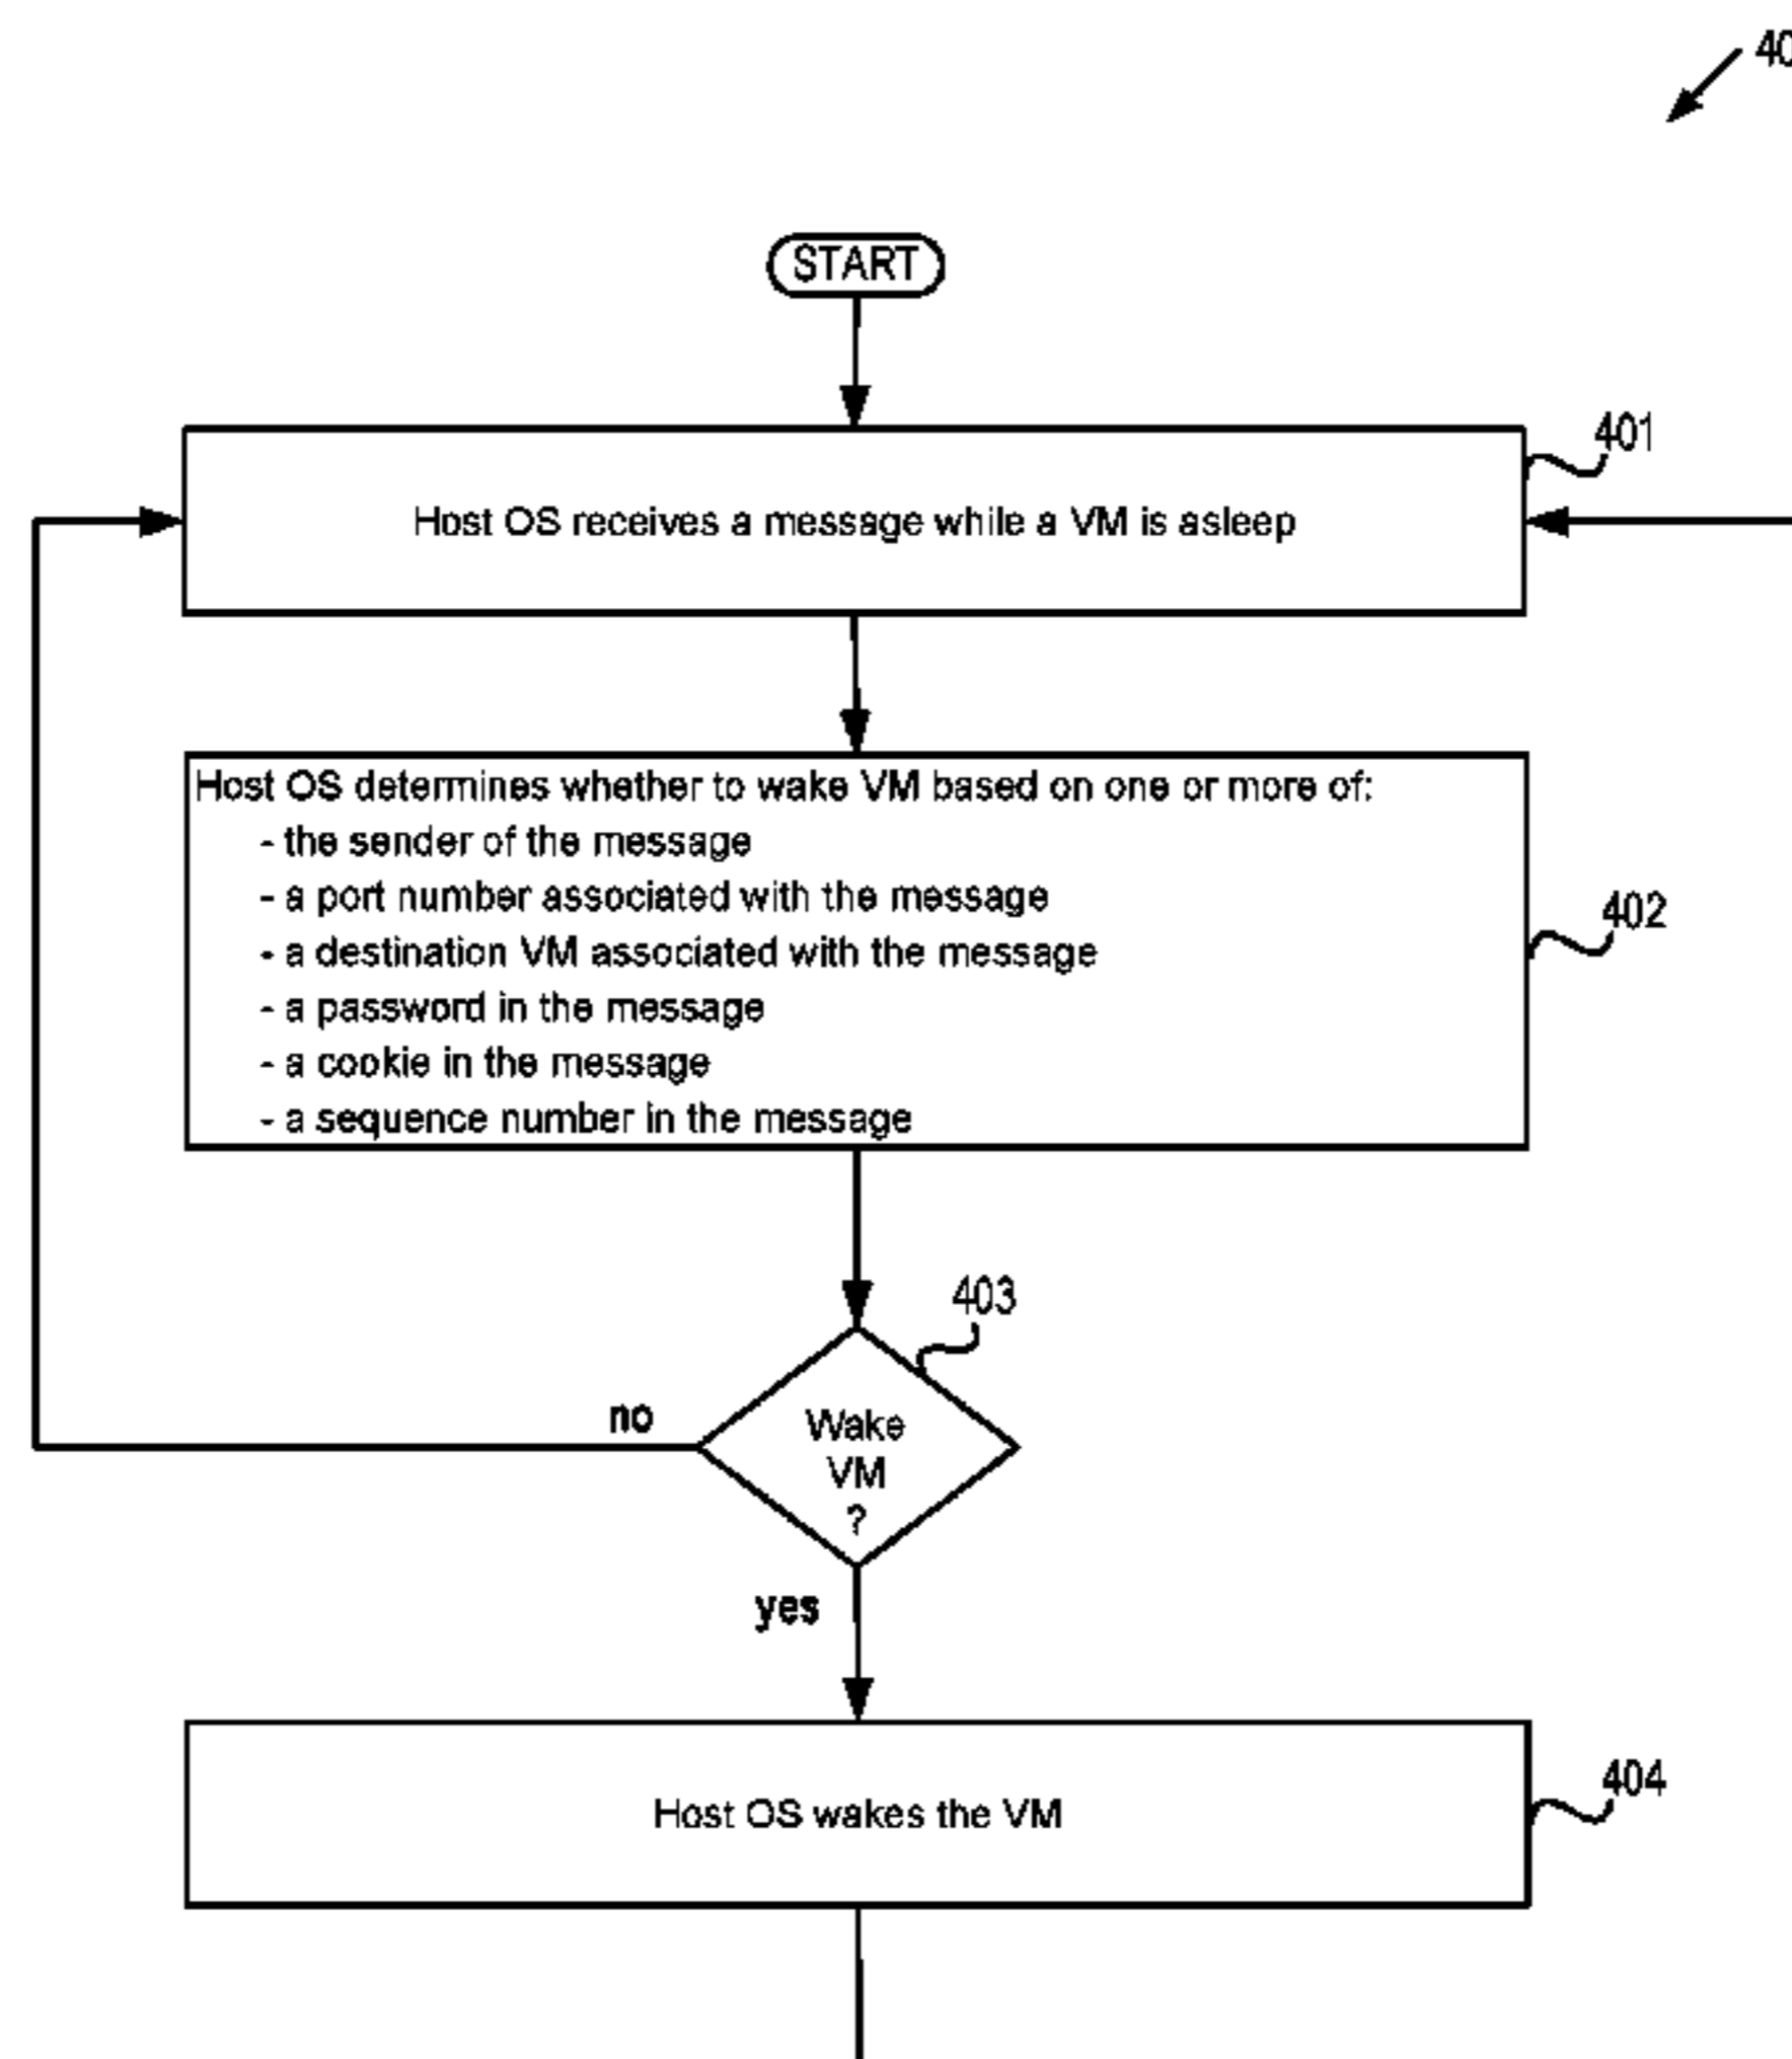 START
401
Host OS receives a message while a VM is asleep
Host OS determines whether to wake VM based on one or more of:
- the sender of the message
- a port number associated with the message
- a destination VM associated with the message
- a password in the message
- a cookie in the message
- a sequence number in the message
402
403
Wake
VM
?
no
yes
404
Host OS wakes the VM